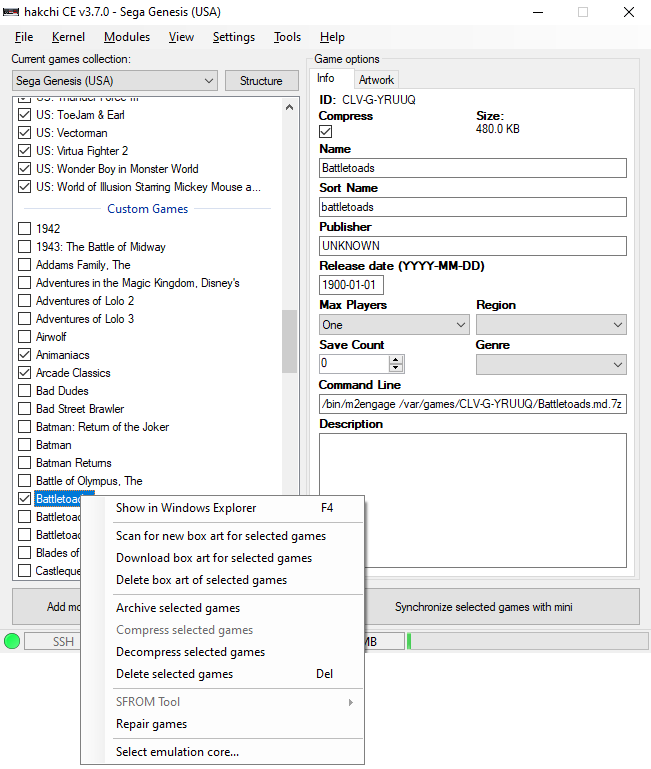 hakchi CE v3.7.0 - Sega Genesis (USA)
File Kernel Modules View Settings Tools Help
Current games collection:
Sega Genesis (USA)
Structure
US: Thunder Force III
US: ToeJam & Earl
US: Vectorman
US: Virtua Fighter 2
US: Wonder Boy in Monster World
US: World of Illusion Starring Mickey Mouse a...
Custom Games
1942
1943: The Battle of Midway
Addams Family, The
Adventures in the Magic Kingdom, Disney's
Adventures of Lolo 2
Adventures of Lolo 3
Airwolf
Animaniacs
Arcade Classics
Bad Dudes
Bad Street Brawler
Batman: Return of the Joker
Batman
Batman Returns
Battle of Olympus, The
Battletoads
Blades of
Game options
Info Artwork
ID: CLV-G-YRUUQ
Compress
Size:
480.0 KB
Name
Battletoads
Sort Name
battletoads
Publisher
UNKNOWN
Release date (YYYY-MM-DD)
1900-01-01
Max Players
One
Region
Save Count
0
Genre
Command Line
/bin/m2engage /var/games/CLV-G-YRUUQ/Battletoads.md.7z
Description
Show in Windows Explorer F4
Scan for new box art for selected games
Download box art for selected games
Delete box art of selected games
Archive selected games
Compress selected games
Decompress selected games
Delete selected games Del
SFROM Tool
Repair games
Select emulation core...
Add
Synchronize selected games with mini
SSH
MB